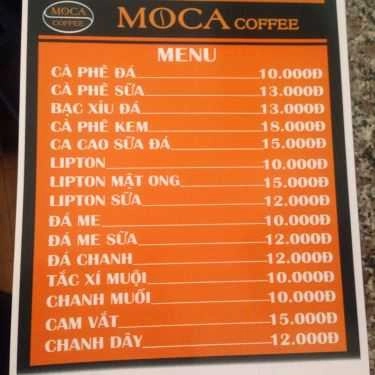 MOCA
COFFEE
MOCA COFFEE
MENU
CÀ PHÊ ĐÁ 10.000Đ
CÀ PHÊ SỮA 13.000Đ
BẠC XỈU ĐÁ 13.000Đ
CÀ PHÊ KEM 18.000Đ
CA CAO SỮA ĐÁ 15.000Đ
LIPTON 10.000Đ
LIPTON MẬT ONG 15.000Đ
LIPTON SỮA 12.000Đ
ĐÁ ME 10.000Đ
ĐÁ ME SỮA 12.000Đ
ĐÁ CHANH 12.000Đ
TẮC XÍ MUỘI 10.000Đ
CHANH MUỐI 10.000Đ
CAM VẮT 15.000Đ
CHANH DÂY 12.000Đ